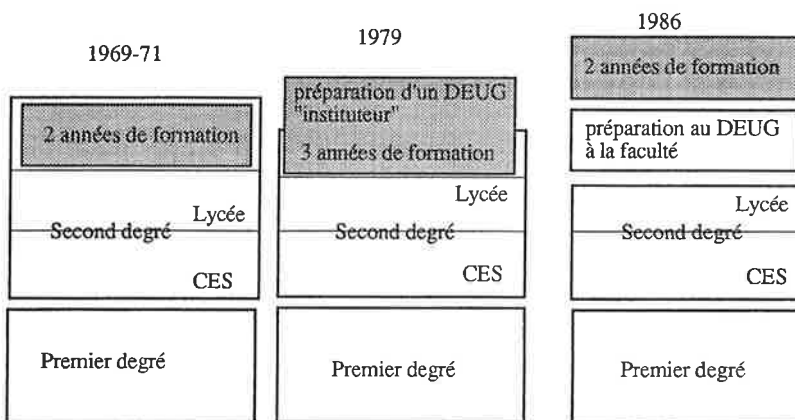 1969-71
2 années de formation
Lycée
Second degré
CES
Premier degré
1979
préparation d'un DEUG
"instituteur"
3 années de formation
Lycée
Second degré
CES
Premier degré
1986
2 années de formation
préparation au DEUG
à la faculté
Lycée
Second degré
CES
Premier degré